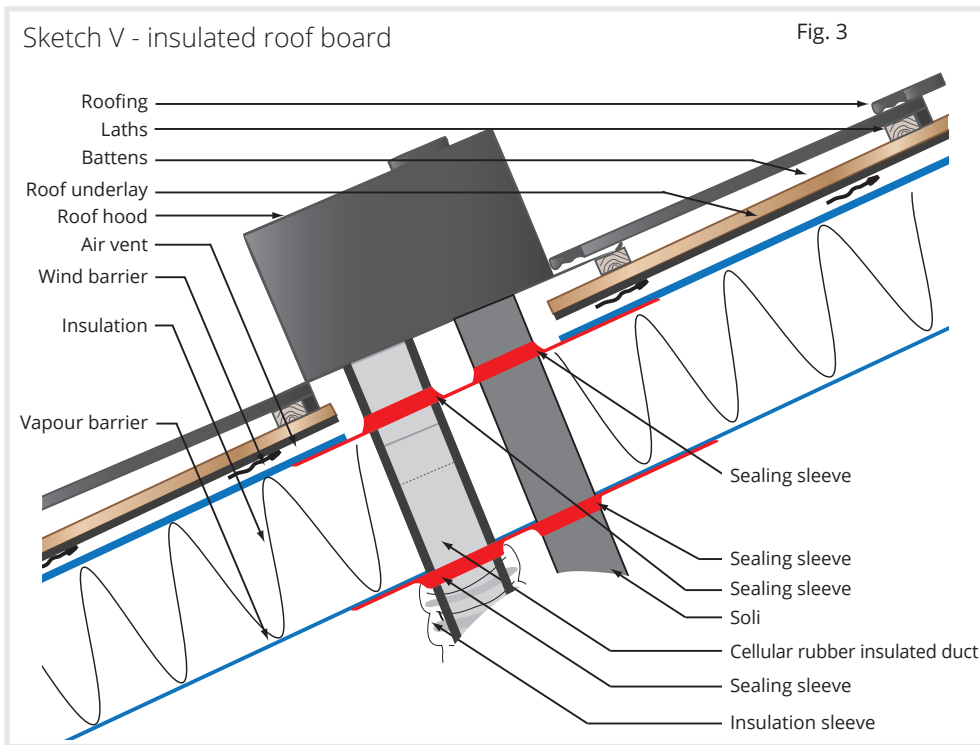 Sketch V - insulated roof board
Fig. 3
Roofing
Laths
Battens
Roof underlay
Roof hood
Air vent
Wind barrier
Insulation
Vapour barrier
Sealing sleeve
Sealing sleeve
Sealing sleeve
Soli
Cellular rubber insulated duct
Sealing sleeve
Insulation sleeve